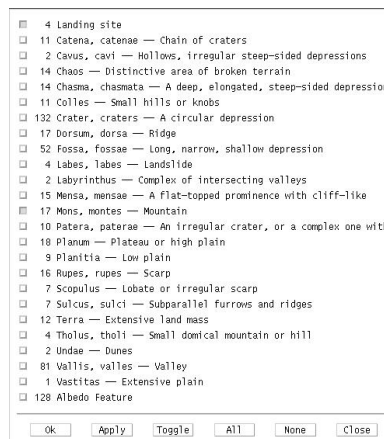 4 Landing site
11 Catena, catenae — Chain of craters
2 Cavus, cavi — Hollows, irregular steep-sided depressions
14 Chaos — Distinctive area of broken terrain
14 Chasma, chasmata — A deep, elongated, steep-sided depressio
11 Colles — Small hills or knobs
132 Crater, craters — A circular depression
17 Dorsum, dorsa — Ridge
52 Fossa, fossae — Long, narrow, shallow depression
4 Labes, labes — Landslide
2 Labyrinthus — Complex of intersecting valleys
15 Mensa, mensae — A flat-topped prominence with cliff-like
17 Mons, montes — Mountain
10 Patera, paterae — An irregular crater, or a complex one wit
18 Planum — Plateau or high plain
9 Planitia — Low plain
16 Rupes, rupes — Scarp
7 Scopulus — Lobate or irregular scarp
7 Sulcus, sulci — Subparallel furrows and ridges
12 Terra — Extensive land mass
4 Tholus, tholi — Small domical mountain or hill
2 Undae — Dunes
81 Vallis, valles — Valley
1 Vastitas — Extensive plain
128 Albedo Feature
Ok Apply Toggle All None Close